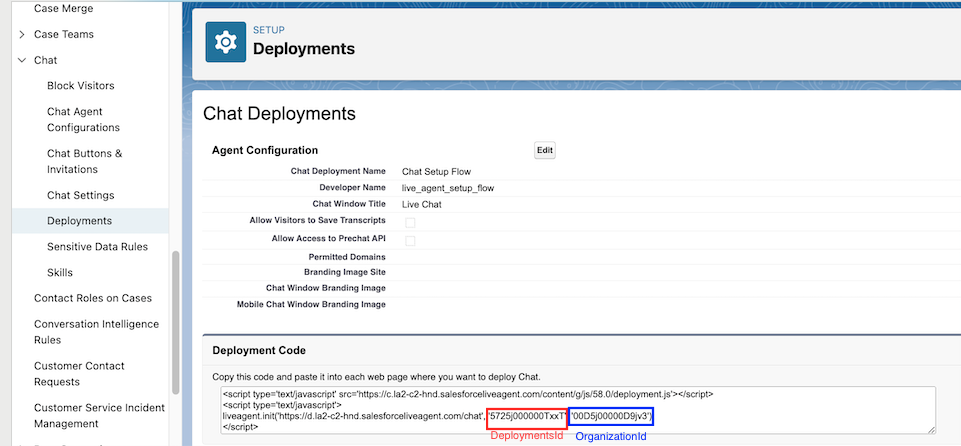 Case Merge
Case Teams
Chat
Block Visitors
Chat Agent
Configurations
Chat Buttons &
Invitations
Chat Settings
Deployments
Sensitive Data Rules
Skills
Contact Roles on Cases
Conversation Intelligence
Rules
Customer Contact
Requests
Customer Service Incident
Management
SETUP
Deployments
Chat Deployments
Agent Configuration
Edit
Chat Deployment Name Chat Setup Flow
Developer Name live_agent_setup_flow
Chat Window Title Live Chat
Allow Visitors to Save Transcripts
Allow Access to Prechat API
Permitted Domains
Branding Image Site
Chat Window Branding Image
Mobile Chat Window Branding Image
Deployment Code
Copy this code and paste it into each web page where you want to deploy Chat.
<script type='text/javascript' src='https://c.la2-c2-hnd.salesforceliveagent.com/content/g/js/58.0/deployment.js'></script>
<script type='text/javascript'>
liveagent.init('https://d.la2-c2-hnd.salesforceliveagent.com/chat', '5725j000000TxxT', '00D5j00000D9jv3')
</script>
DeploymentsId OrganizationId